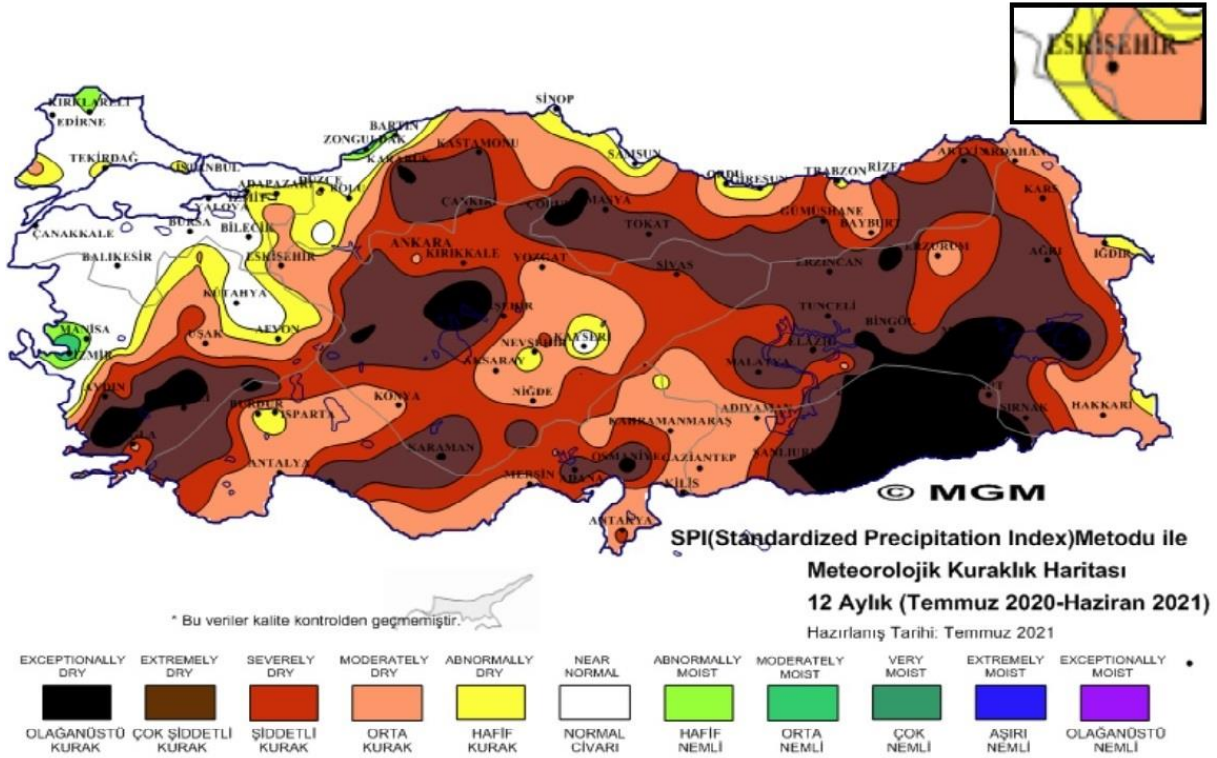 ESKİŞEHİR
SİNOP
KIRKLARELİ
EDİRNE
BARTIN
ZONGULDAK
KARABÜK
KASTAMONU
TEKİRDAĞ
İSTANBUL
SAMSUN
ORDU
GİRESUN
TRABZON
RİZE
ARTVİN
ARDAHAN
ADAPAZARI
DÜZCE
BOLU
İZMİT
YALOVA
ÇANKIRI
AMASYA
KARS
BURSA
BİLECİK
TOKAT
GÜMÜŞHANE
BAYBURT
ÇANAKKALE
ANKARA
KIRIKKALE
ERZURUM
BALIKESİR
ESKİŞEHİR
YOZGAT
SİVAS
ERZİNCAN
AĞRI
IĞDIR
KÜTAHYA
TUNCELİ
MANİSA
UŞAK
AFYON
BİNGÖL
İZMİR
NEVŞEHİR
KAYSERİ
ELAZIĞ
AKSARAY
MALATYA
AYDIN
KONYA
NİĞDE
BURDUR
ISPARTA
ADIYAMAN
HAKKARİ
KAHRAMANMARAŞ
KARAMAN
OSMANİYE
GAZİANTEP
ANTALYA
MERSİN
ADANA
KİLİS
ANTAKYA
© MGM
SPI(Standardized Precipitation Index)Metodu ile
Meteorolojik Kuraklık Haritası
12 Aylık (Temmuz 2020-Haziran 2021)
Hazırlanış Tarihi: Temmuz 2021
* Bu veriler kalite kontrolden geçmemiştir.
EXCEPTIONALLY DRY
EXTREMELY DRY
SEVERELY DRY
MODERATELY DRY
ABNORMALLY DRY
NEAR NORMAL
ABNORMALLY MOIST
MODERATELY MOIST
VERY MOIST
EXTREMELY MOIST
EXCEPTIONALLY MOIST
OLAĞANÜSTÜ KURAK
ÇOK ŞİDDETLİ KURAK
ŞİDDETLİ KURAK
ORTA KURAK
HAFİF KURAK
NORMAL CİVARI
HAFİF NEMLİ
ORTA NEMLİ
ÇOK NEMLİ
AŞIRI NEMLİ
OLAĞANÜSTÜ NEMLİ